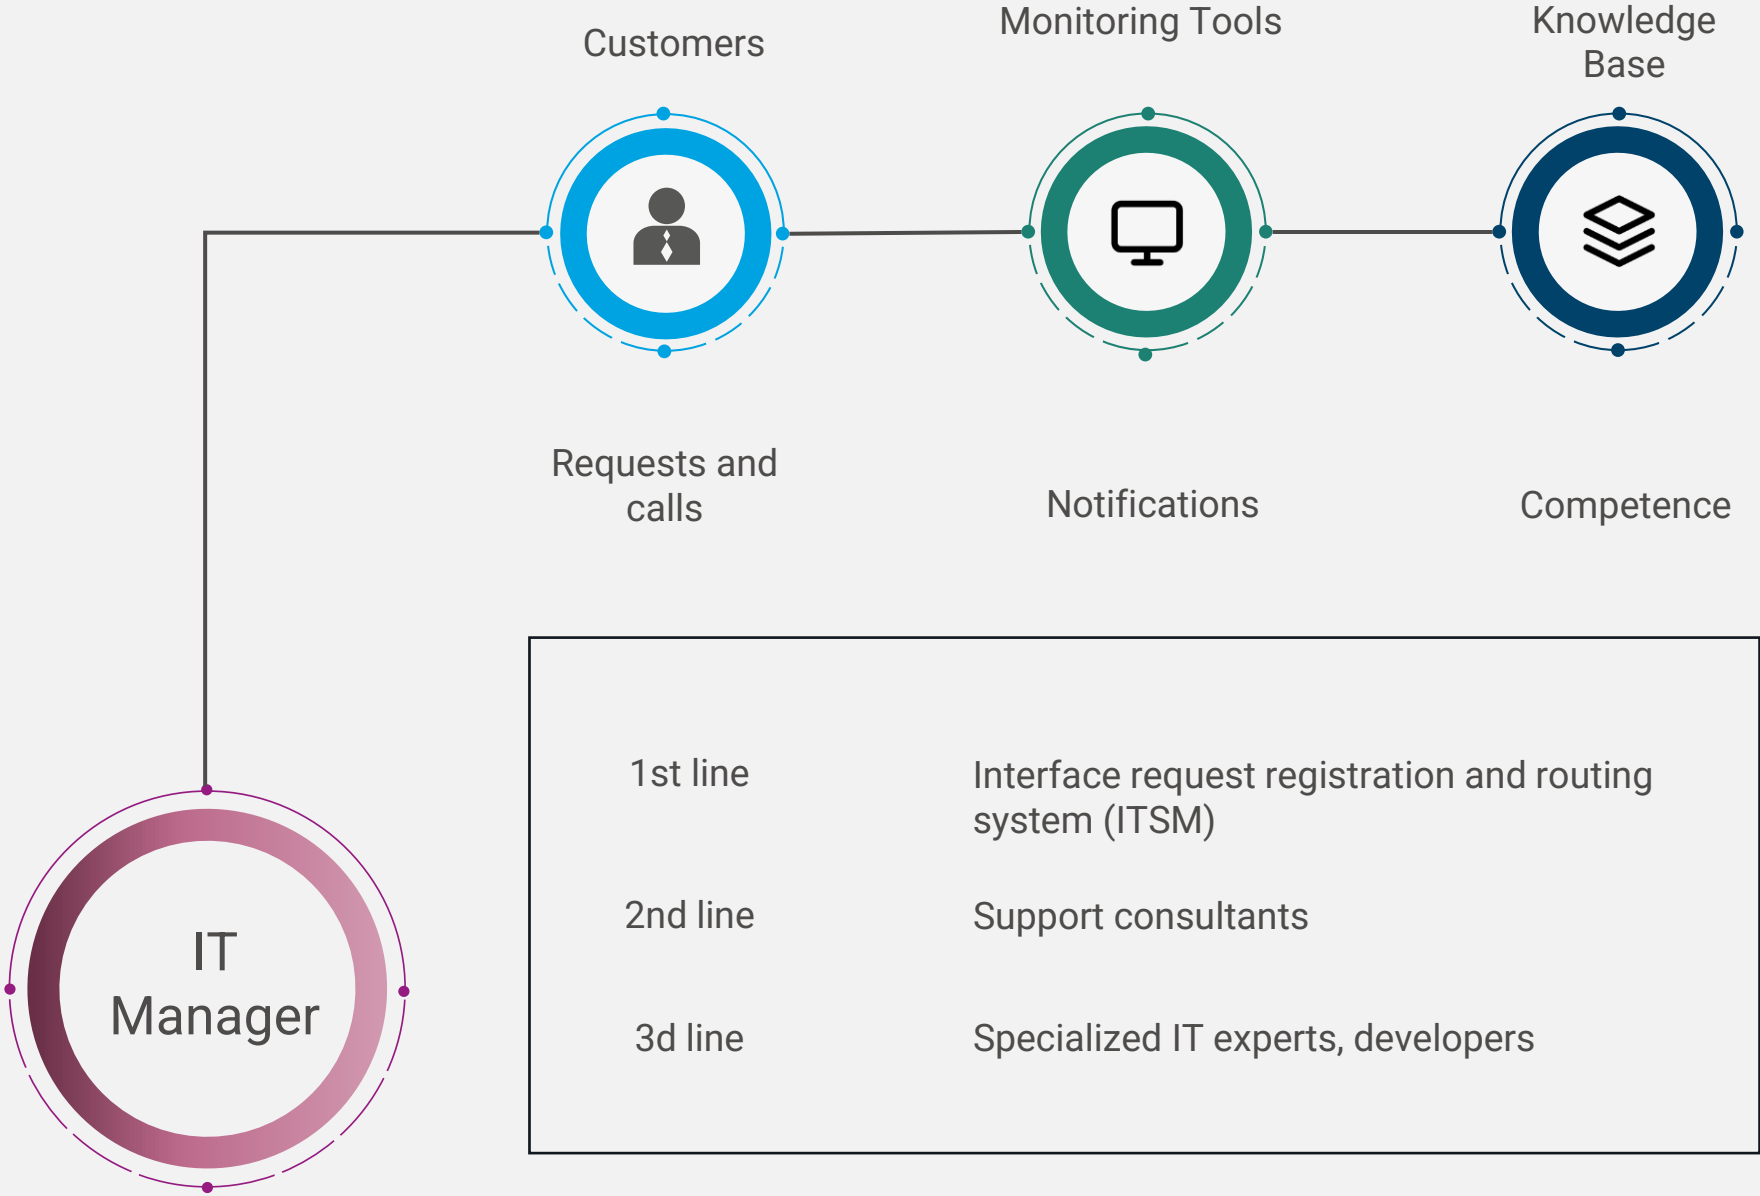 Customers
Monitoring Tools
Knowledge
Base
Requests and
calls
Notifications
Competence
1st line
Interface request registration and routing
system (ITSM)
2nd line
Support consultants
3d line
Specialized IT experts, developers
IT
Manager